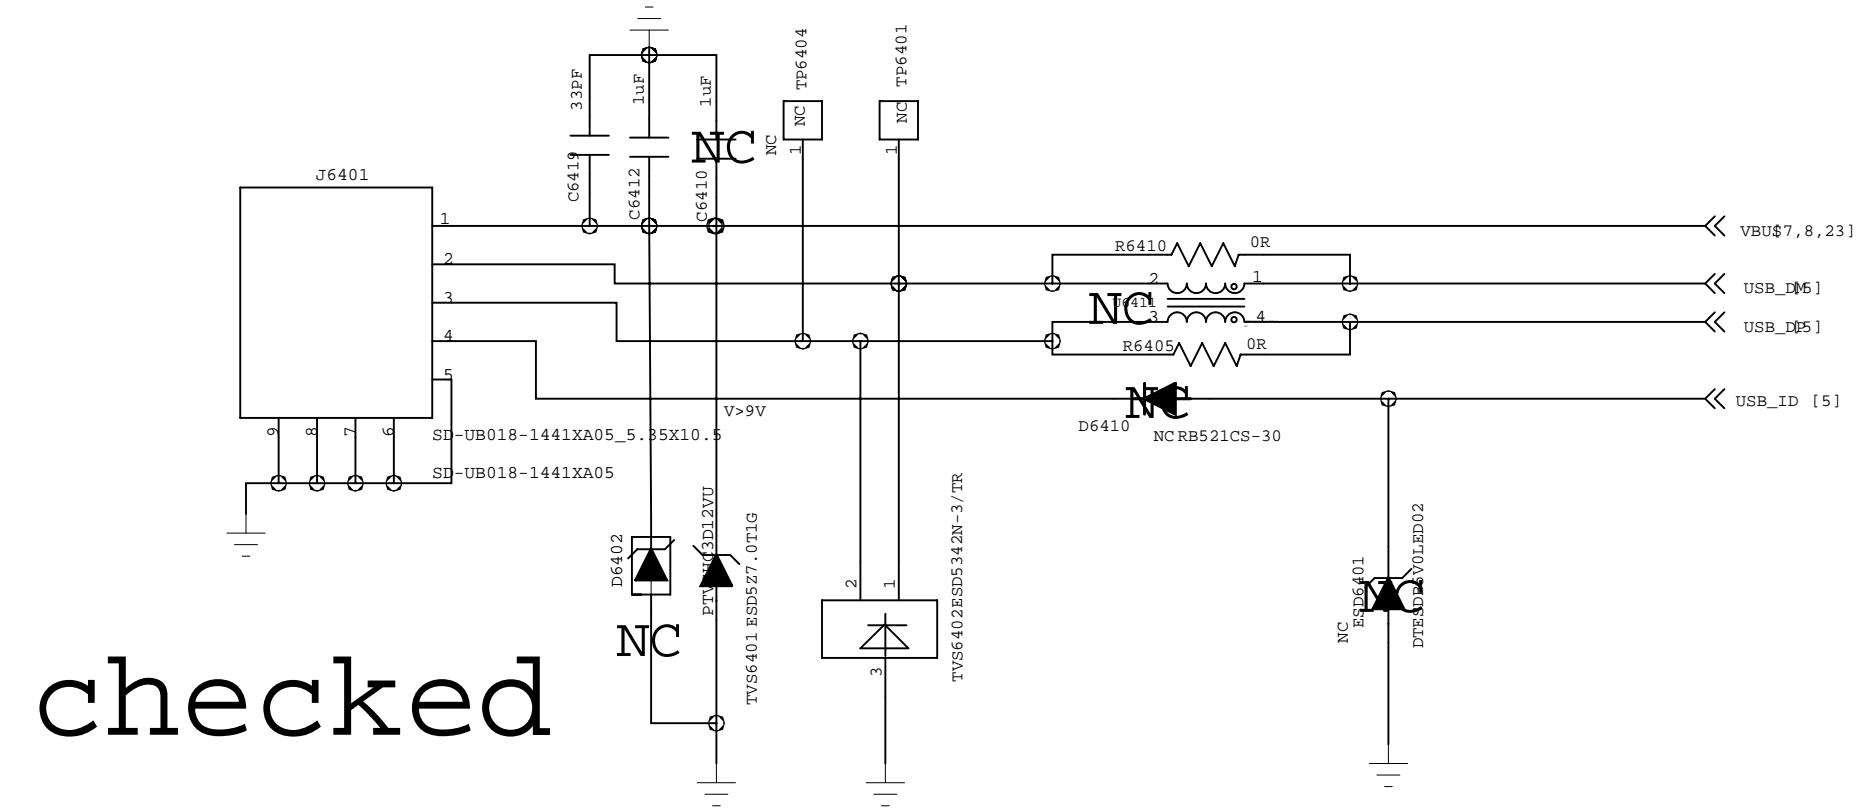 TP6404
TP6401
33PF
1uF
1uF
NC
NC
NC
NC
1
1
C6419
C6412
C6410
J6401
1
2
3
4
5
9
8
7
6
R6410
0R
2
1
NC
U6411
3
4
R6405
0R
VBUS
7,8,23]
USB_DM
[5]
USB_DP
[5]
USB_ID [5]
V>9V
NC
D6410
NC
RB521CS-30
SD-UB018-1441XA05_5.35X10.5
SD-UB018-1441XA05
D6402
NC
TVS6401
ESD5Z7.0T1G
2
1
3
TVS6402
ESD5342N-3/TR
NC
ESD6401
NC
checked